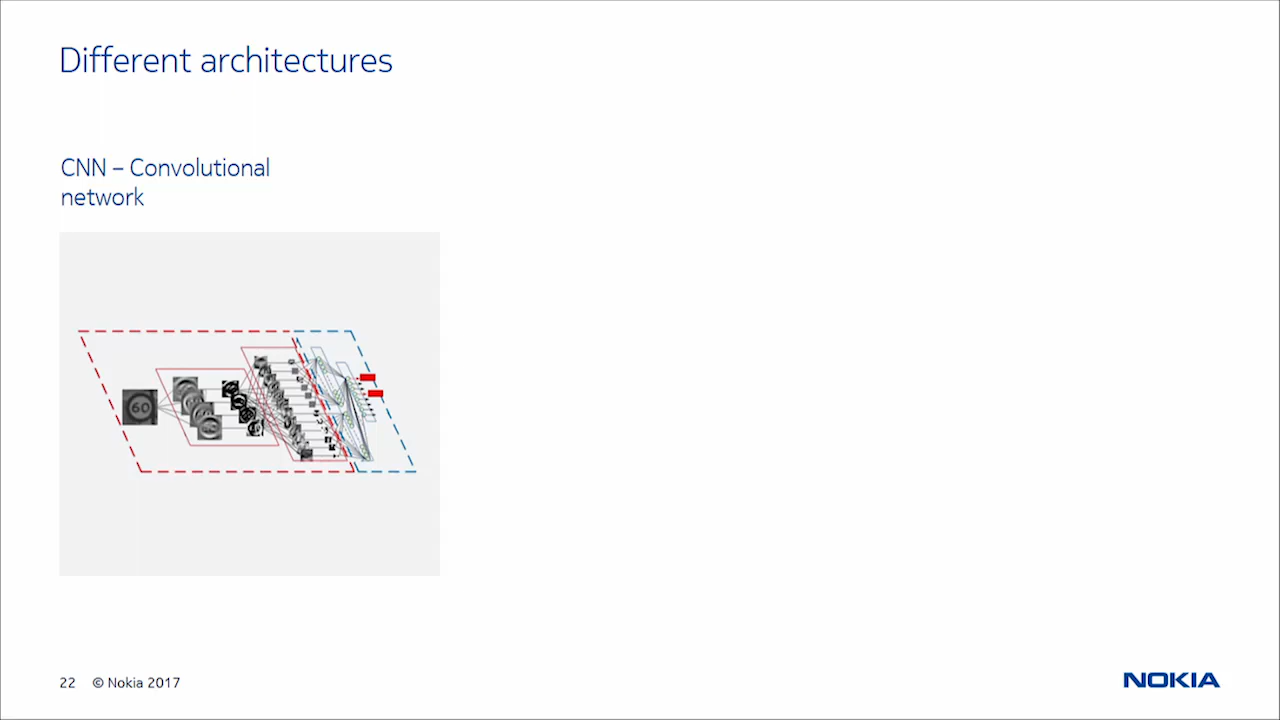 Different architectures
CNN – Convolutional
network
60
22 © Nokia 2017
NOKIA